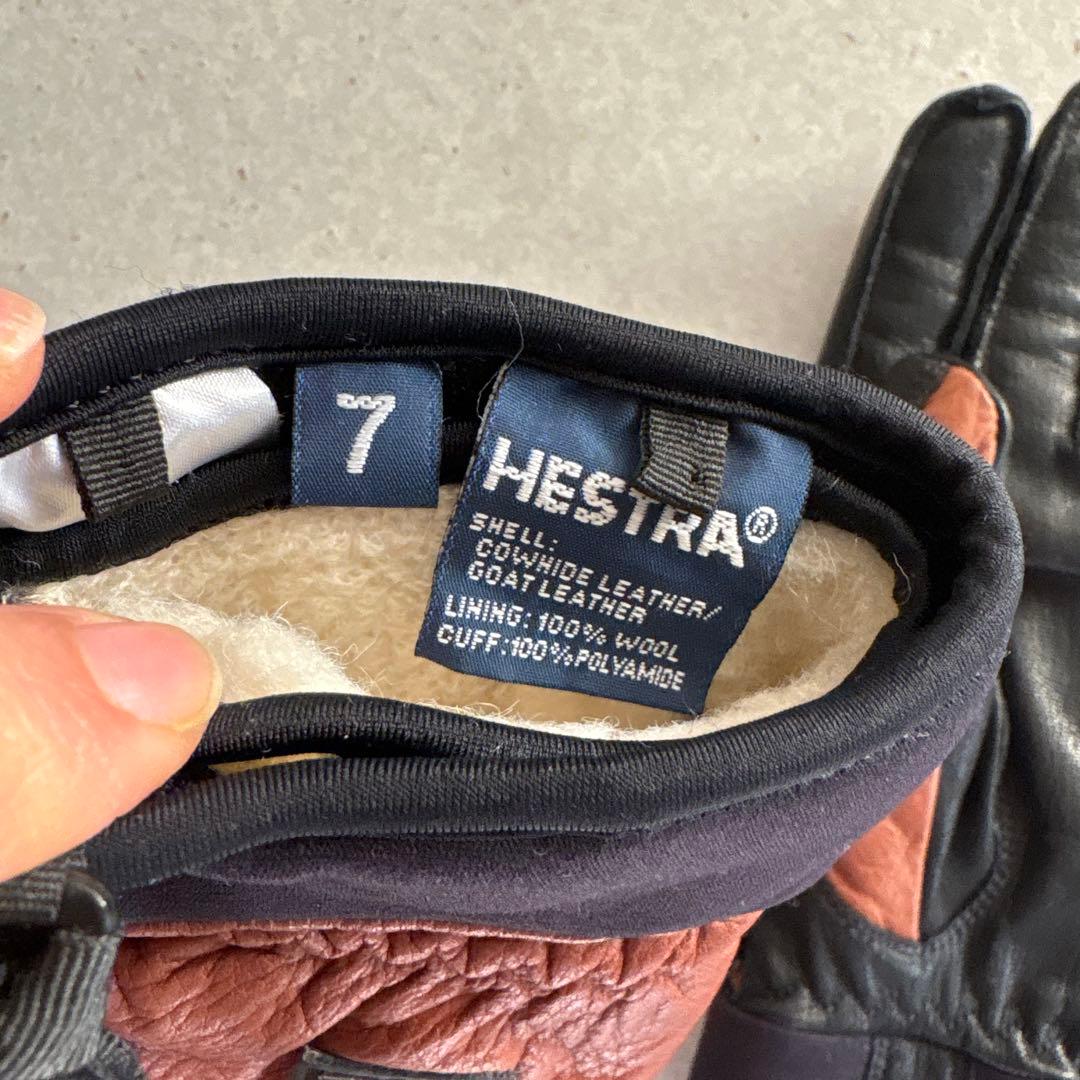 7
HESTRA®
SHELL:
COWHIDE LEATHER/
GOAT LEATHER
LINING: 100% WOOL
CUFF: 100% POLYAMIDE